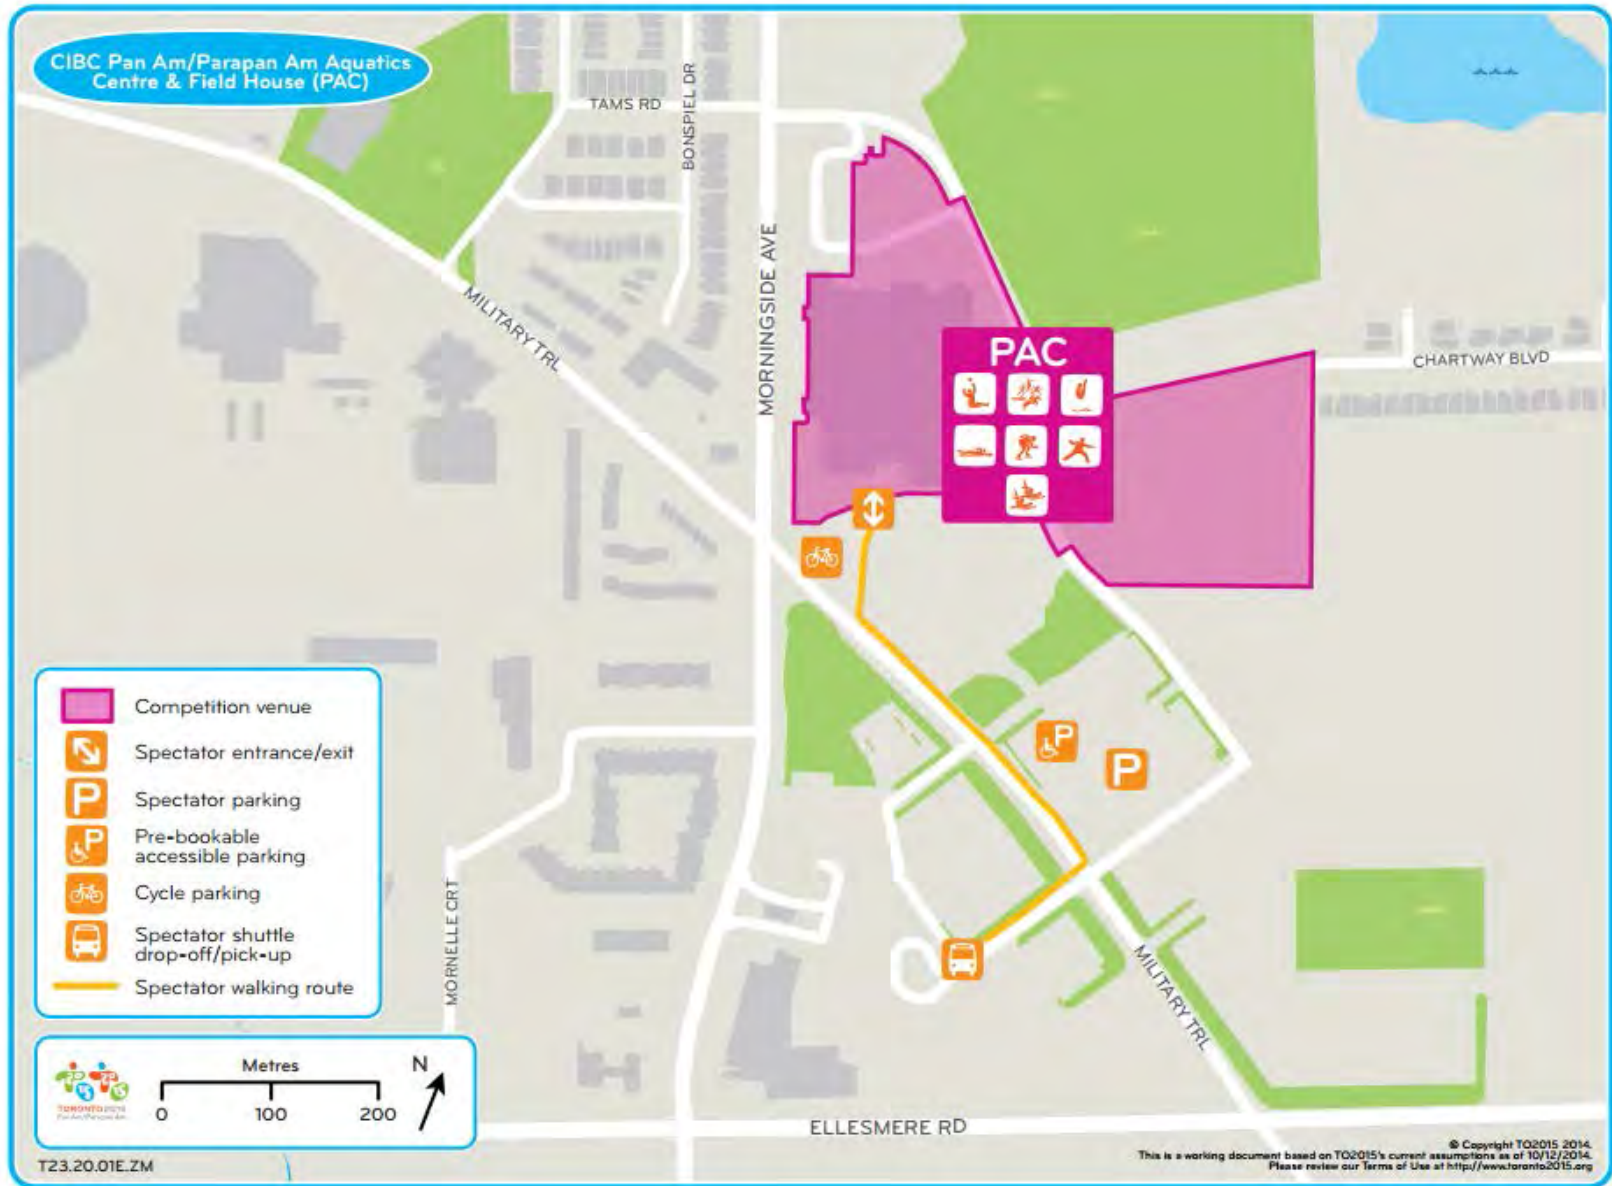 CIBC Pan Am/Parapan Am Aquatics
Centre & Field House (PAC)
TAMS RD
BONSPIEL DR
MORNINGSIDE AVE
MILITARY TRL
PAC
CHARTWAY BLVD
Competition venue
Spectator entrance/exit
P
Spectator parking
P
Pre-bookable
accessible parking
Cycle parking
Spectator shuttle
drop-off/pick-up
Spectator walking route
P
P
MORNELLE CRT
MILITARY TRL
Metres
0 100 200
N
TORONTO 2015
ELLESMERE RD
T23.20.01E.ZM
© Copyright TO2015 2014.
This is a working document based on TO2015's current assumptions as of 10/12/2014.
Please review our Terms of Use at http://www.toronto2015.org